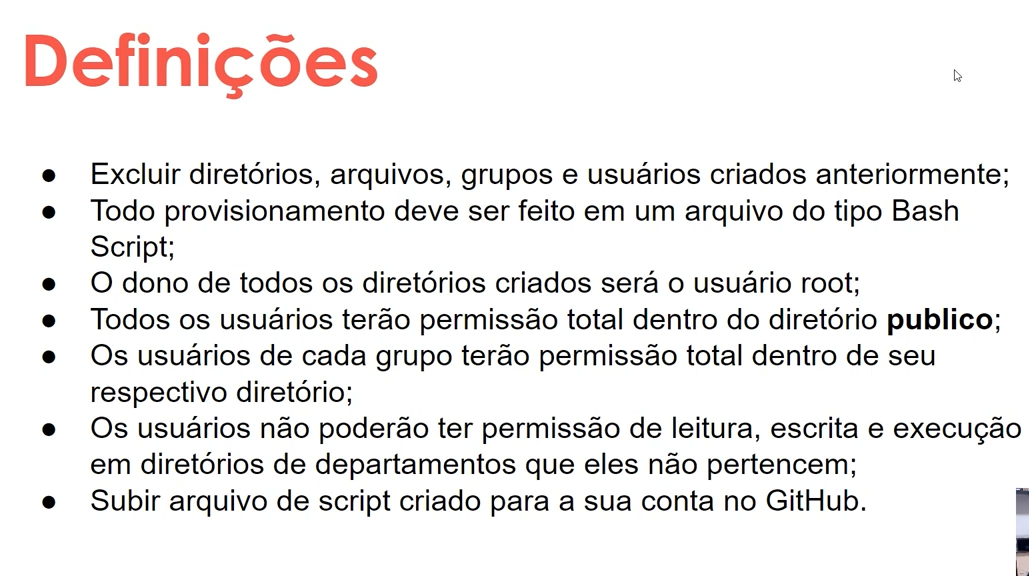 Definições
● Excluir diretórios, arquivos, grupos e usuários criados anteriormente;
● Todo provisionamento deve ser feito em um arquivo do tipo Bash
Script;
● O dono de todos os diretórios criados será o usuário root;
● Todos os usuários terão permissão total dentro do diretório publico;
● Os usuários de cada grupo terão permissão total dentro de seu
respectivo diretório;
● Os usuários não poderão ter permissão de leitura, escrita e execução
em diretórios de departamentos que eles não pertencem;
● Subir arquivo de script criado para a sua conta no GitHub.